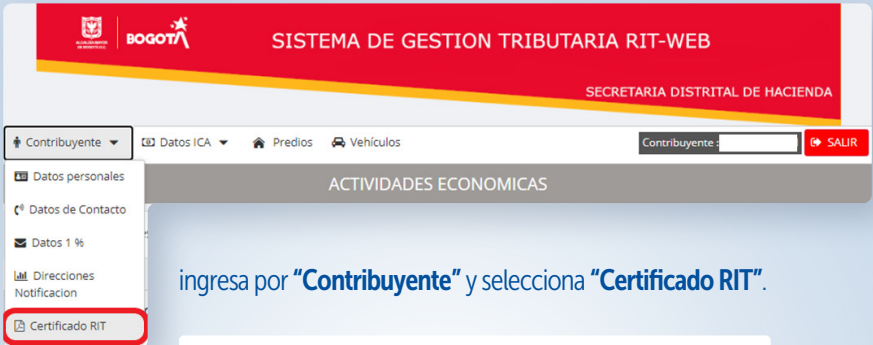 BOGOTÁ
SISTEMA DE GESTION TRIBUTARIA RIT-WEB
SECRETARIA DISTRITAL DE HACIENDA
Contribuyente Datos ICA Predios Vehículos Contribuyente : SALIR
ACTIVIDADES ECONOMICAS
Datos personales
Datos de Contacto
Datos 1 %
Direcciones
Notificacion
Certificado RIT
ingresa por “Contribuyente” y selecciona “Certificado RIT”.